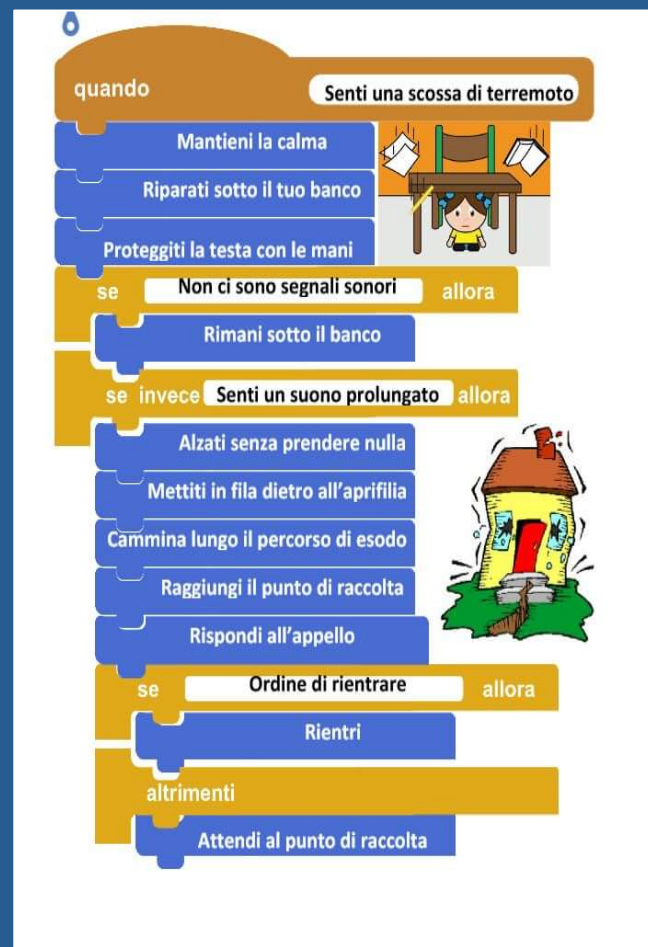 quando Senti una scossa di terremoto
Mantieni la calma
Riparati sotto il tuo banco
Proteggiti la testa con le mani
se Non ci sono segnali sonori allora
Rimani sotto il banco
se invece Senti un suono prolungato allora
Alzati senza prendere nulla
Mettiti in fila dietro all'aprifilia
Cammina lungo il percorso di esodo
Raggiungi il punto di raccolta
Rispondi all'appello
se Ordine di rientrare allora
Rientri
altrimenti
Attendi al punto di raccolta